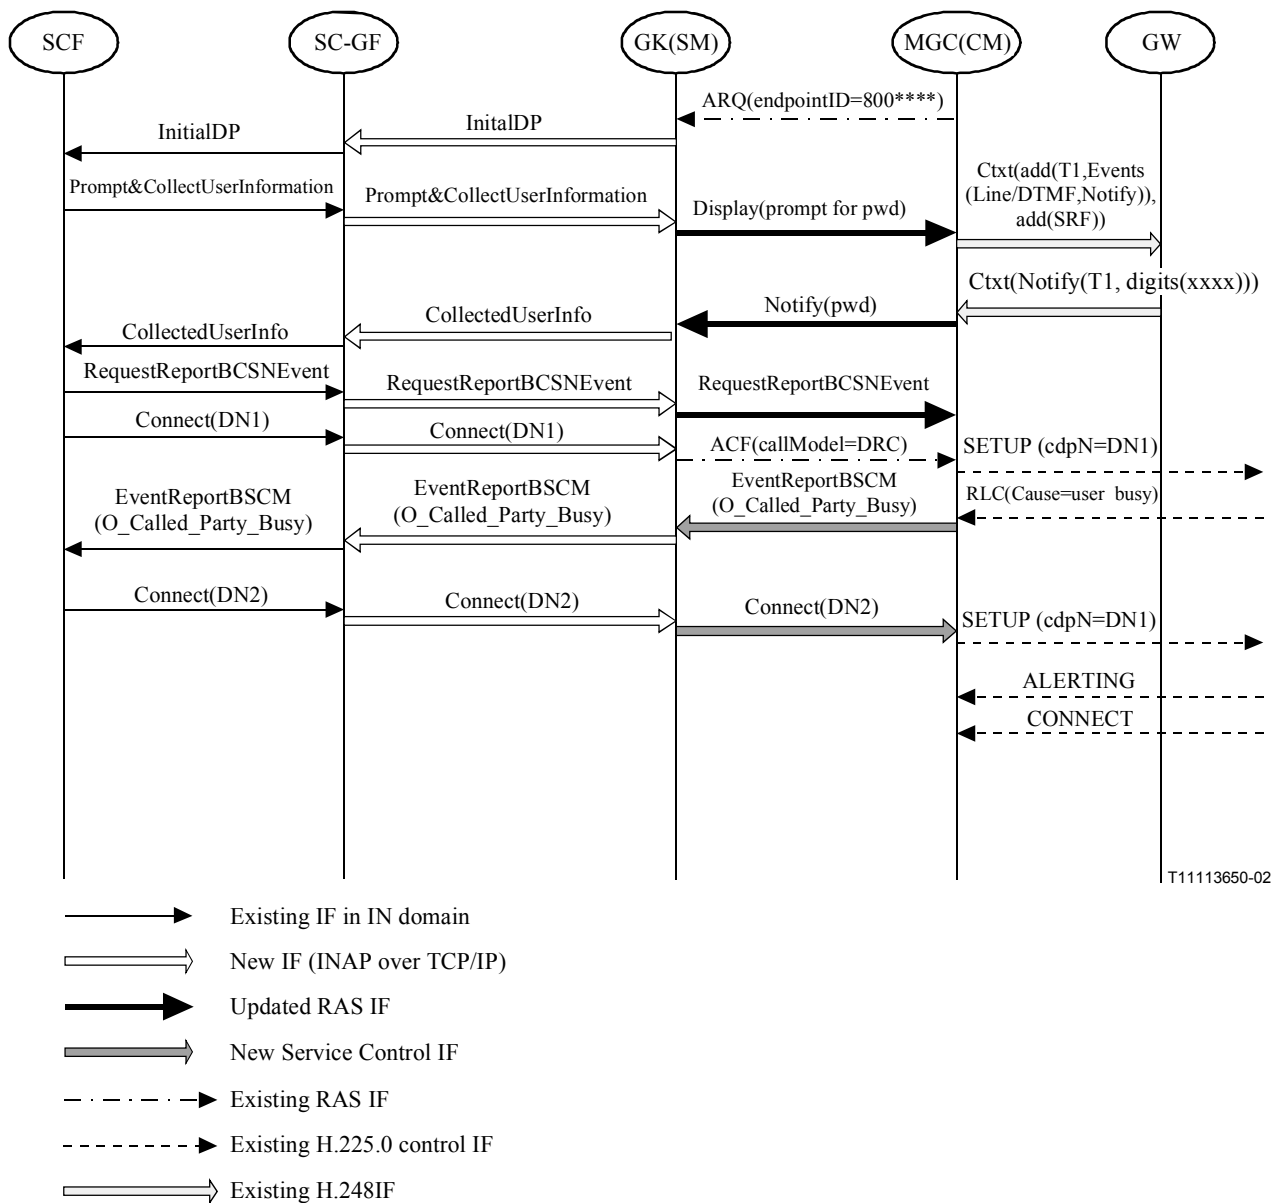 SCF
SC-GF
GK(SM)
MGC(CM)
GW
ARQ(endpointID=800****)
InitialDP
InitalDP
Prompt&CollectUserInformation
Prompt&CollectUserInformation
Display(prompt for pwd)
Ctxt(add(T1,Events
(Line/DTMF,Notify)),
add(SRF))
Ctxt(Notify(T1, digits(xxxx)))
Notify(pwd)
CollectedUserInfo
CollectedUserInfo
RequestReportBCSNEvent
RequestReportBCSNEvent
RequestReportBCSNEvent
Connect(DN1)
Connect(DN1)
ACF(callModel=DRC)
SETUP (cdpN=DN1)
EventReportBSCM
(O_Called_Party_Busy)
EventReportBSCM
(O_Called_Party_Busy)
EventReportBSCM
(O_Called_Party_Busy)
RLC(Cause=user busy)
Connect(DN2)
Connect(DN2)
Connect(DN2)
SETUP (cdpN=DN1)
ALERTING
CONNECT
T11113650-02
Existing IF in IN domain
New IF (INAP over TCP/IP)
Updated RAS IF
New Service Control IF
Existing RAS IF
Existing H.225.0 control IF
Existing H.248IF